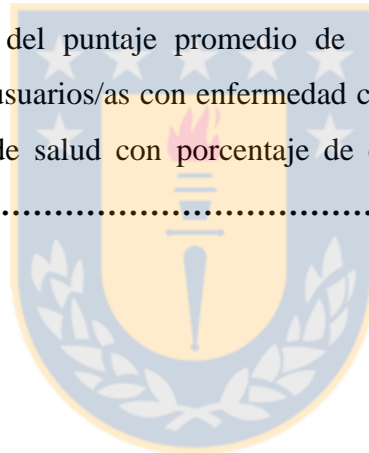 del puntaje promedio de
usuarios/as con enfermedad
de salud con porcentaje de
..........................................